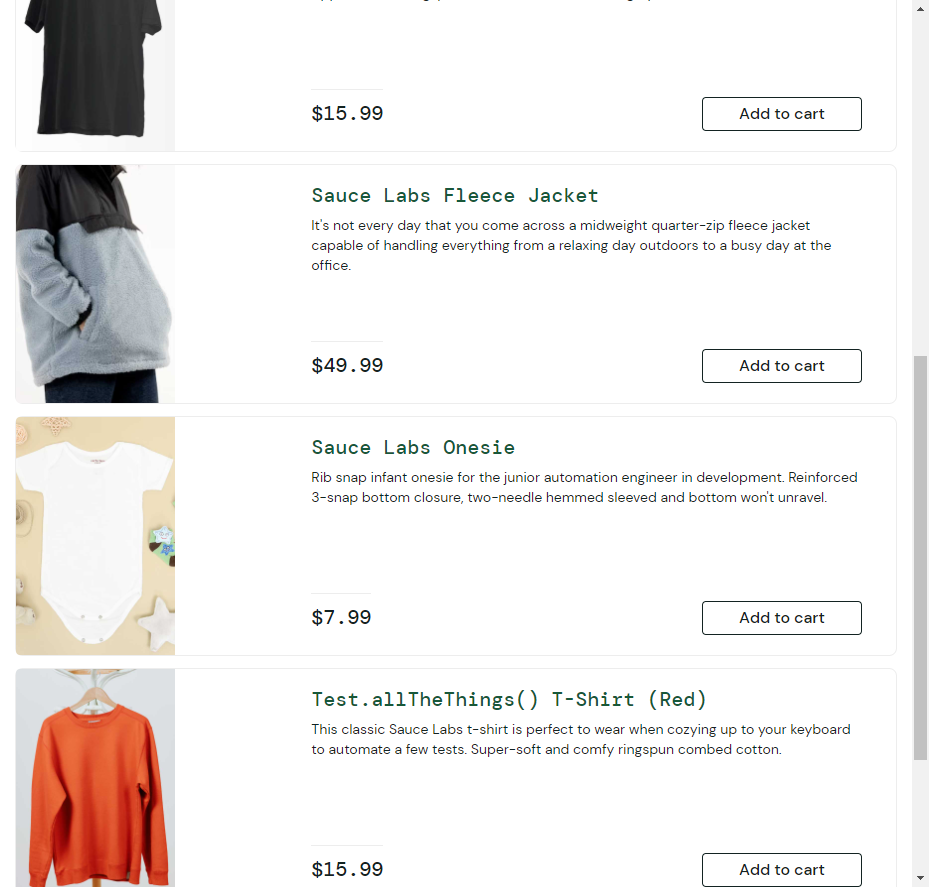 $15.99
Add to cart
Sauce Labs Fleece Jacket
It's not every day that you come across a midweight quarter-zip fleece jacket
capable of handling everything from a relaxing day outdoors to a busy day at the
office.
$49.99
Add to cart
Sauce Labs Onesie
Rib snap infant onesie for the junior automation engineer in development. Reinforced
3-snap bottom closure, two-needle hemmed sleeved and bottom won't unravel.
$7.99
Add to cart
Test.allTheThings() T-Shirt (Red)
This classic Sauce Labs t-shirt is perfect to wear when cozying up to your keyboard
to automate a few tests. Super-soft and comfy ringspun combed cotton.
$15.99
Add to cart